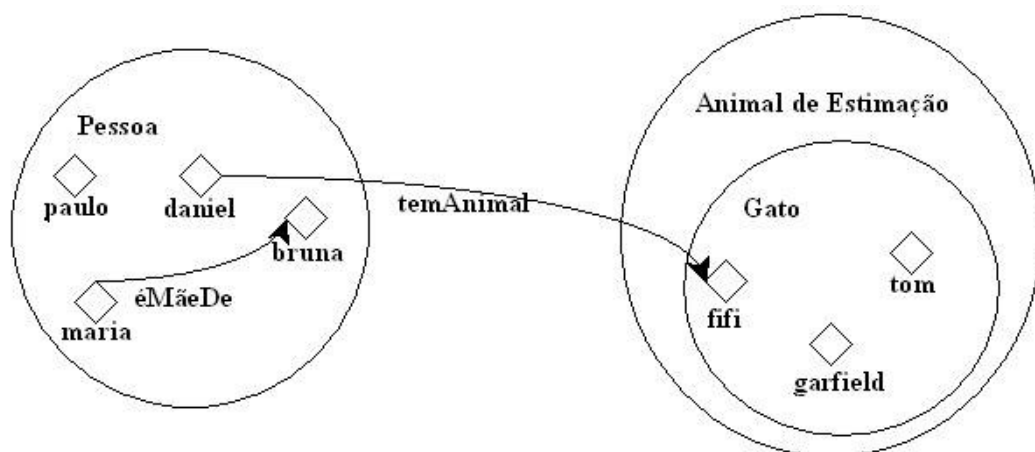 Pessoa
paulo
daniel
bruna
maria
éMãeDe
temAnimal
Animal de Estimação
Gato
fifi
tom
garfield